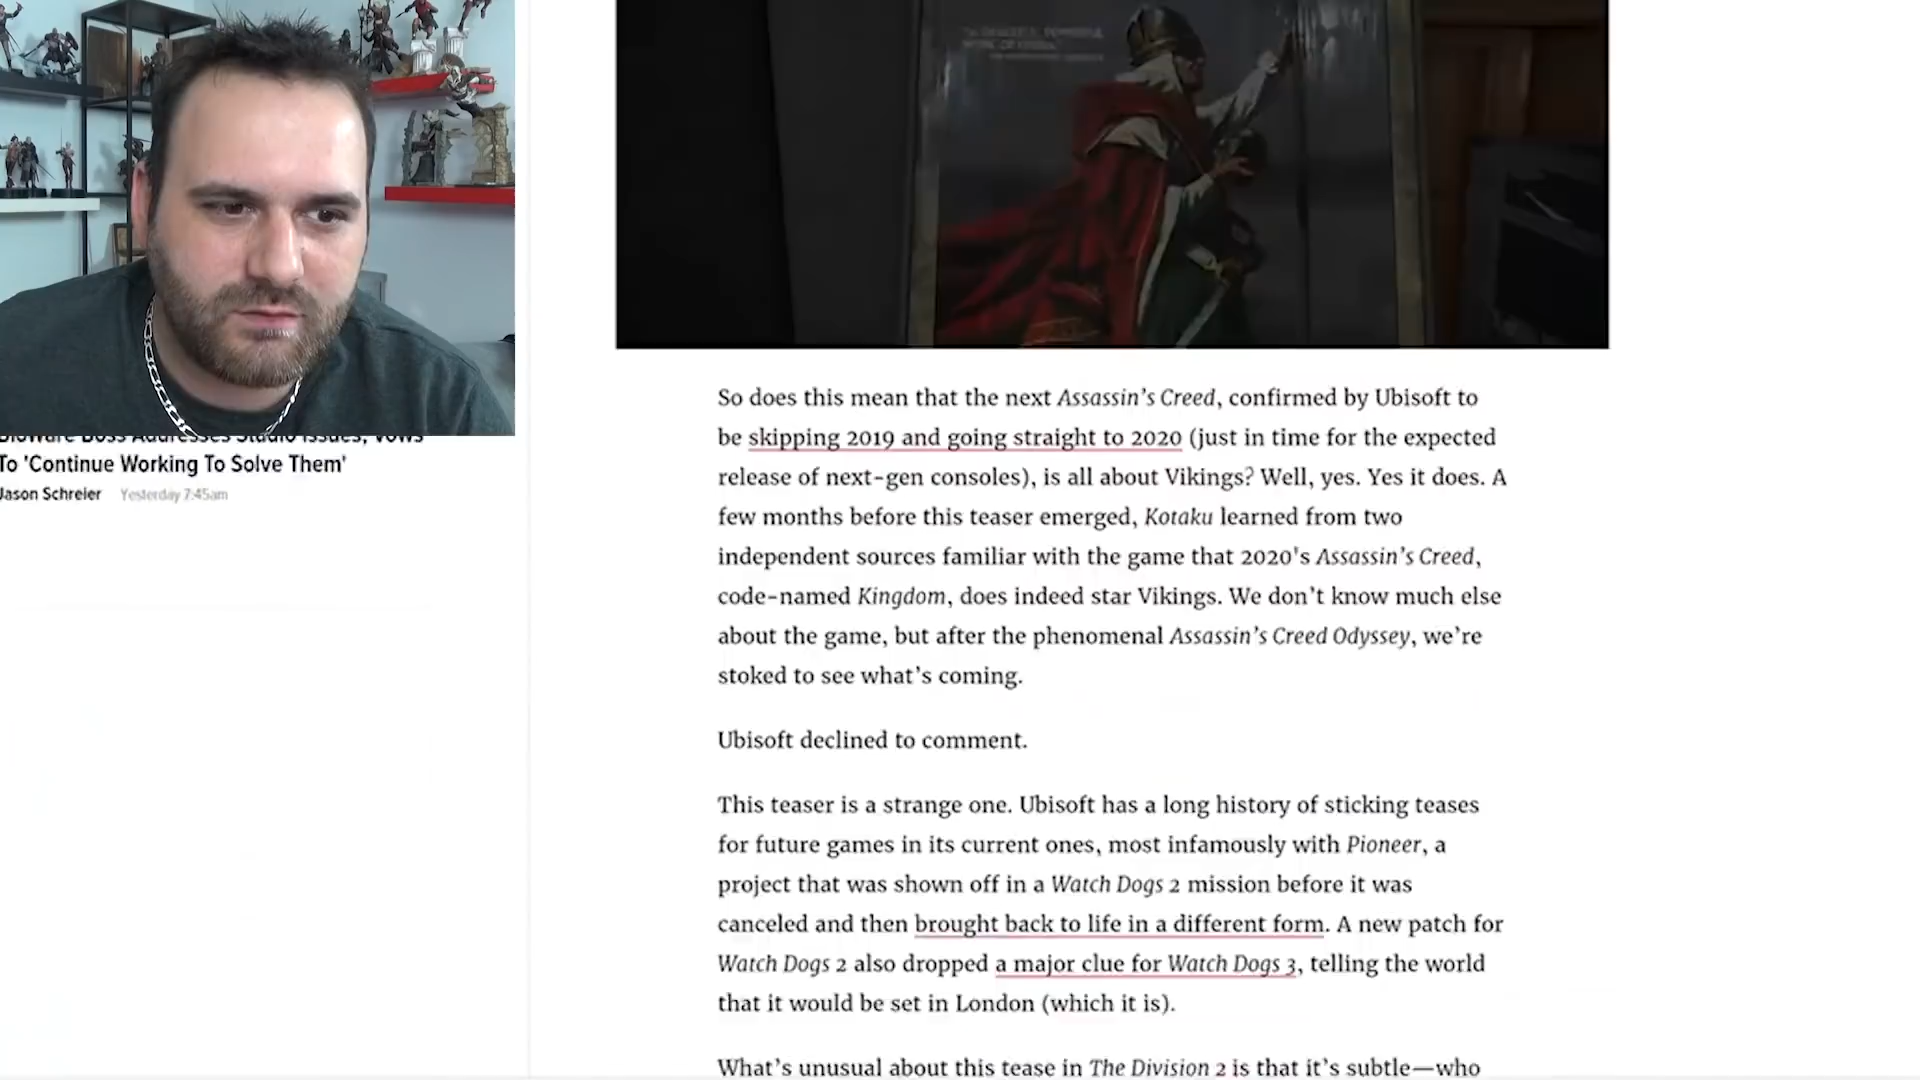 BioWare Boss Addresses Studio Issues, Vows
To 'Continue Working To Solve Them'
Jason Schreier Yesterday 7:45am
So does this mean that the next Assassin’s Creed, confirmed by Ubisoft to
be skipping 2019 and going straight to 2020 (just in time for the expected
release of next-gen consoles), is all about Vikings? Well, yes. Yes it does. A
few months before this teaser emerged, Kotaku learned from two
independent sources familiar with the game that 2020's Assassin’s Creed,
code-named Kingdom, does indeed star Vikings. We don’t know much else
about the game, but after the phenomenal Assassin’s Creed Odyssey, we’re
stoked to see what’s coming.
Ubisoft declined to comment.
This teaser is a strange one. Ubisoft has a long history of sticking teases
for future games in its current ones, most infamously with Pioneer, a
project that was shown off in a Watch Dogs 2 mission before it was
canceled and then brought back to life in a different form. A new patch for
Watch Dogs 2 also dropped a major clue for Watch Dogs 3, telling the world
that it would be set in London (which it is).
What’s unusual about this tease in The Division 2 is that it’s subtle—who